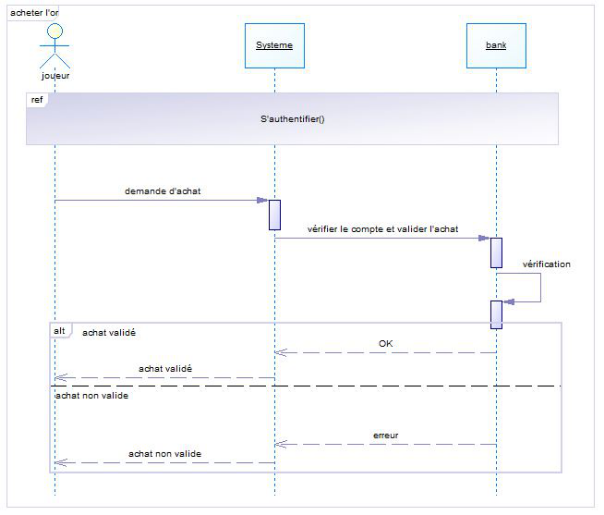 acheter l'or
joueur
Systeme
bank
ref
S'authentifier()
demande d'achat
vérifier le compte et valider l'achat
vérification
alt
achat validé
OK
achat validé
achat non valide
erreur
achat non valide